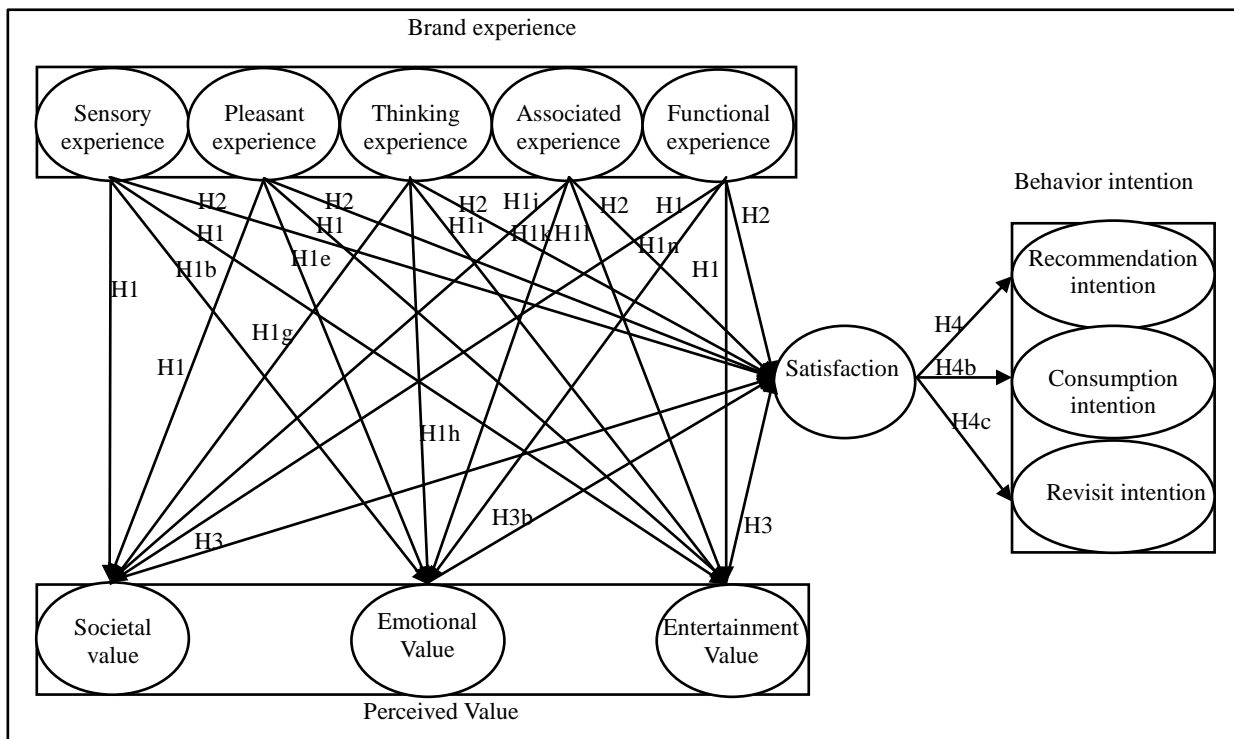 Brand experience
Sensory
experience
Pleasant
experience
Thinking
experience
Associated
experience
Functional
experience
Behavior intention
H2
H2
H2
H1j
H2
H1
H2
H1
H1
H1i
H1k
H1l
H1n
H1
H1b
H1e
H1
H1g
H1
H1h
Recommendation
intention
H4
Satisfaction
H4b
Consumption
intention
H4c
Revisit intention
H3
H3b
H3
Societal
value
Emotional
Value
Entertainment
Value
Perceived Value